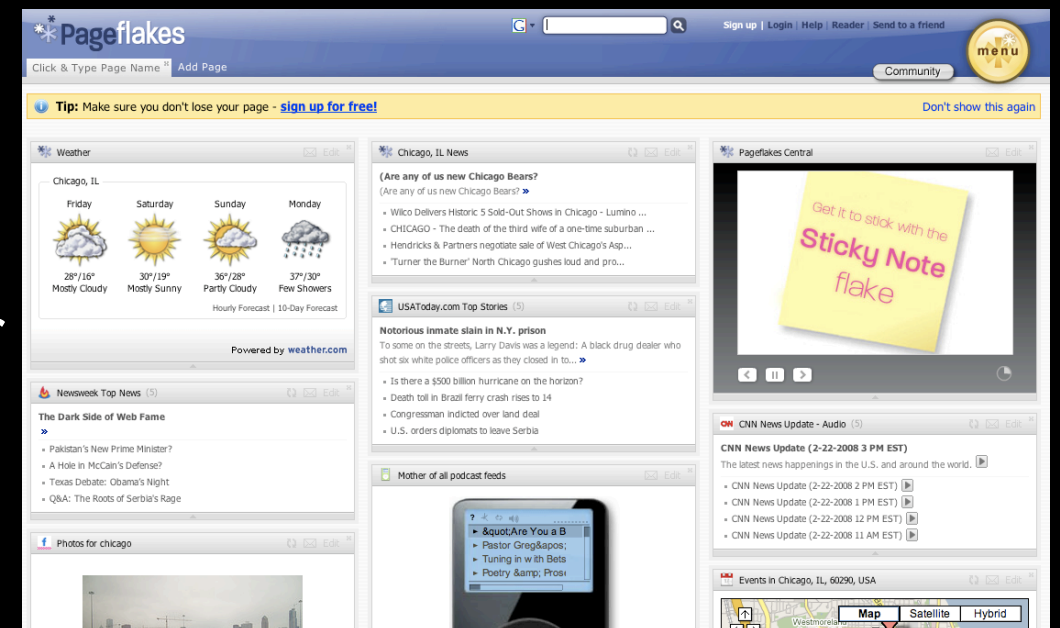 Pageflakes
Sign up | Login | Help | Reader | Send to a friend
menu
Click & Type Page Name
Add Page
Community
Tip: Make sure you don't lose your page - sign up for free!
Don't show this again
Weather
Edit
Chicago, IL
Friday Saturday Sunday Monday
28°/16° 30°/19° 36°/28° 37°/30°
Mostly Cloudy Mostly Sunny Partly Cloudy Few Showers
Hourly Forecast | 10-Day Forecast
Powered by weather.com
Newsweek Top News (5)
Edit
The Dark Side of Web Fame
»
Pakistan's New Prime Minister?
A Hole in McCain's Defense?
Texas Debate: Obama's Night
Q&A: The Roots of Serbia's Rage
Photos for chicago
Edit
Chicago, IL News
Edit
(Are any of us new Chicago Bears?
(Are any of us new Chicago Bears? »
Wilco Delivers Historic 5 Sold-Out Shows in Chicago - Lumino ...
CHICAGO - The death of the third wife of a one-time suburban ...
Hendricks & Partners negotiate sale of West Chicago's Asp...
'Turner the Burner' North Chicago gushes loud and pro...
USAToday.com Top Stories (5)
Edit
Notorious inmate slain in N.Y. prison
To some on the streets, Larry Davis was a legend: A black drug dealer who
shot six white police officers as they closed in to... »
Is there a $500 billion hurricane on the horizon?
Death toll in Brazil ferry crash rises to 14
Congressman indicted over land deal
U.S. orders diplomats to leave Serbia
Mother of all podcast feeds
Edit
&quot;Are You a B
Pastor Greg&apos;
Tuning in with Bets
Poetry &amp; Prose
Pageflakes Central
Edit
Get it to stick with the
Sticky Note
flake
CNN News Update - Audio (5)
Edit
CNN News Update (2-22-2008 3 PM EST)
The latest news happenings in the U.S. and around the world.
CNN News Update (2-22-2008 2 PM EST)
CNN News Update (2-22-2008 1 PM EST)
CNN News Update (2-22-2008 12 PM EST)
CNN News Update (2-22-2008 11 AM EST)
Events in Chicago, IL, 60290, USA
Edit
Map Satellite Hybrid